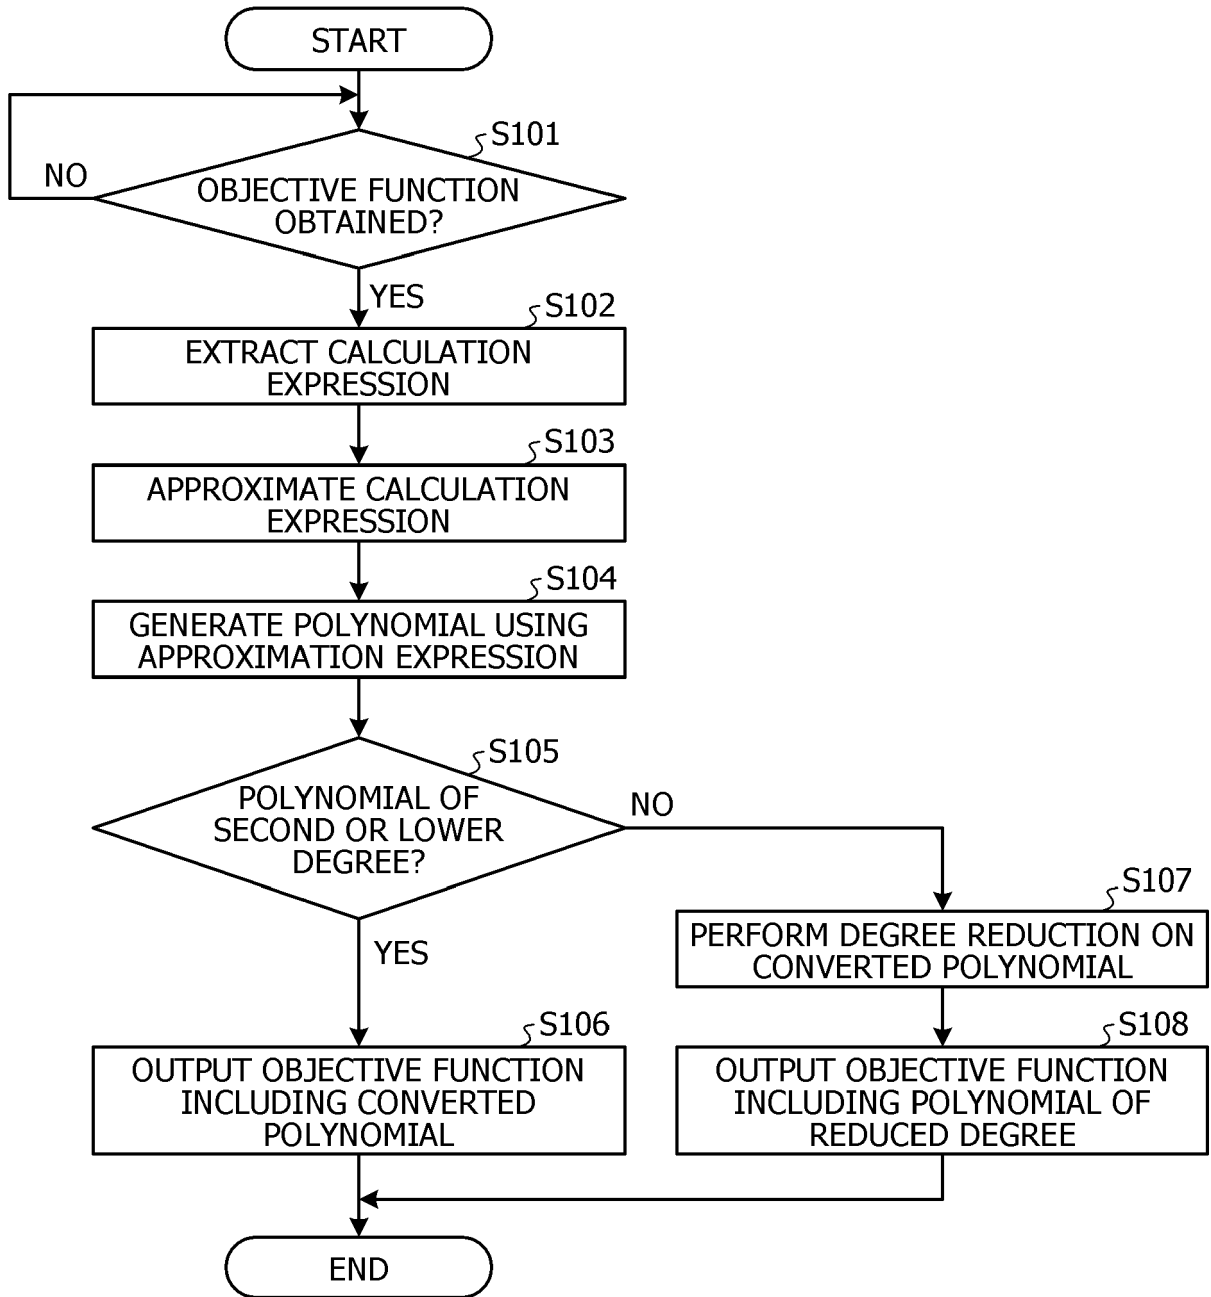 START
S101
NO
OBJECTIVE FUNCTION
OBTAINED?
YES
S102
EXTRACT CALCULATION
EXPRESSION
S103
APPROXIMATE CALCULATION
EXPRESSION
S104
GENERATE POLYNOMIAL USING
APPROXIMATION EXPRESSION
S105
POLYNOMIAL OF
SECOND OR LOWER
DEGREE?
NO
YES
S107
PERFORM DEGREE REDUCTION ON
CONVERTED POLYNOMIAL
S106
OUTPUT OBJECTIVE FUNCTION
INCLUDING CONVERTED
POLYNOMIAL
S108
OUTPUT OBJECTIVE FUNCTION
INCLUDING POLYNOMIAL OF
REDUCED DEGREE
END